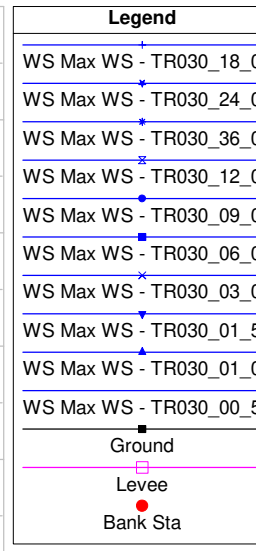 Legend
WS Max WS - TR030_18_0
WS Max WS - TR030_24_0
WS Max WS - TR030_36_0
WS Max WS - TR030_12_0
WS Max WS - TR030_09_0
WS Max WS - TR030_06_0
WS Max WS - TR030_03_0
WS Max WS - TR030_01_5
WS Max WS - TR030_01_0
WS Max WS - TR030_00_5
Ground
Levee
Bank Sta